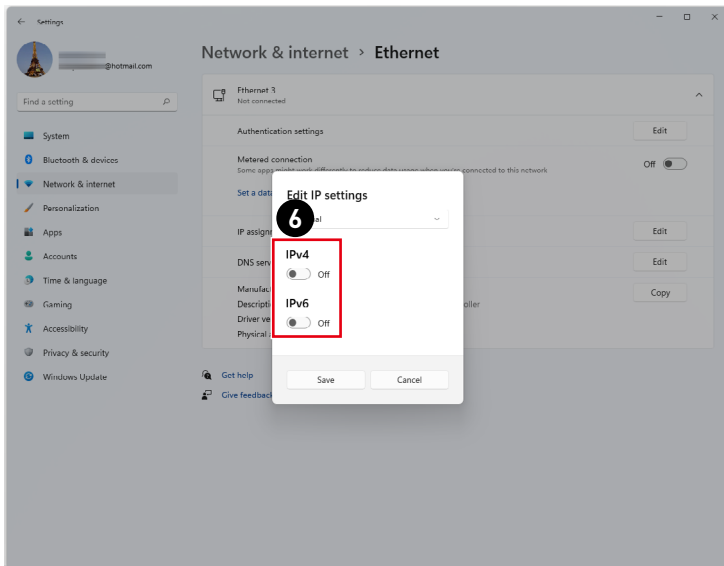 Settings
@hotmail.com
Find a setting
System
Bluetooth & devices
Network & internet
Personalization
Apps
Accounts
Time & language
Gaming
Accessibility
Privacy & security
Windows Update
Network & internet > Ethernet
Ethernet 3
Not connected
Authentication settings
Edit
Metered connection
Some apps might work differently to reduce data usage when you're connected to this network
Off
Set a data
IP assignm
Edit
DNS serv
Edit
Manufact
Copy
Descripti
oller
Driver ve
Physical a
Get help
Give feedback
Edit IP settings
6
al
IPv4
Off
IPv6
Off
Save
Cancel